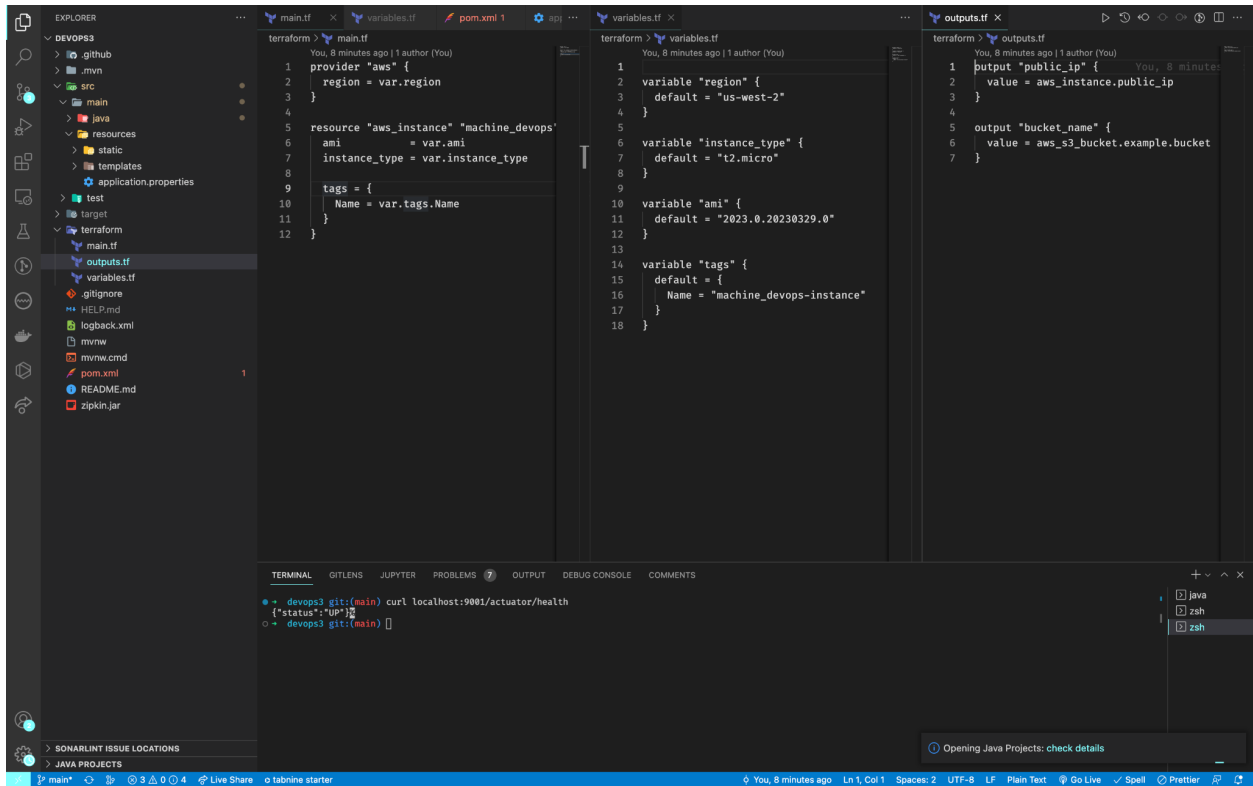 EXPLORER
DEVOPS3
.github
.mvn
src
main
java
resources
static
templates
application.properties
test
target
terraform
main.tf
outputs.tf
variables.tf
.gitignore
HELP.md
logback.xml
mvnw
mvnw.cmd
pom.xml 1
README.md
zipkin.jar
SONARLINT ISSUE LOCATIONS
JAVA PROJECTS
main.tf variables.tf pom.xml 1
terraform > main.tf
You, 8 minutes ago | 1 author (You)
1 provider "aws" {
2 region = var.region
3 }
4
5 resource "aws_instance" "machine_devops"
6 ami = var.ami
7 instance_type = var.instance_type
8
9 tags = {
10 Name = var.tags.Name
11 }
12 }
variables.tf
terraform > variables.tf
You, 8 minutes ago | 1 author (You)
1
2 variable "region" {
3 default = "us-west-2"
4 }
5
6 variable "instance_type" {
7 default = "t2.micro"
8 }
9
10 variable "ami" {
11 default = "2023.0.20230329.0"
12 }
13
14 variable "tags" {
15 default = {
16 Name = "machine_devops-instance"
17 }
18 }
outputs.tf
terraform > outputs.tf
You, 8 minutes ago | 1 author (You)
1 output "public_ip" { You, 8 minutes
2 value = aws_instance.public_ip
3 }
4
5 output "bucket_name" {
6 value = aws_s3_bucket.example.bucket
7 }
TERMINAL GITLENS JUPYTER PROBLEMS 7 OUTPUT DEBUG CONSOLE COMMENTS
devops3 git:(main) curl localhost:9001/actuator/health
{"status":"UP"}%
devops3 git:(main)
java
zsh
zsh
Opening Java Projects: check details
main* 3 0 4 Live Share tabnine starter You, 8 minutes ago Ln 1, Col 1 Spaces: 2 UTF-8 LF Plain Text Go Live Spell Prettier